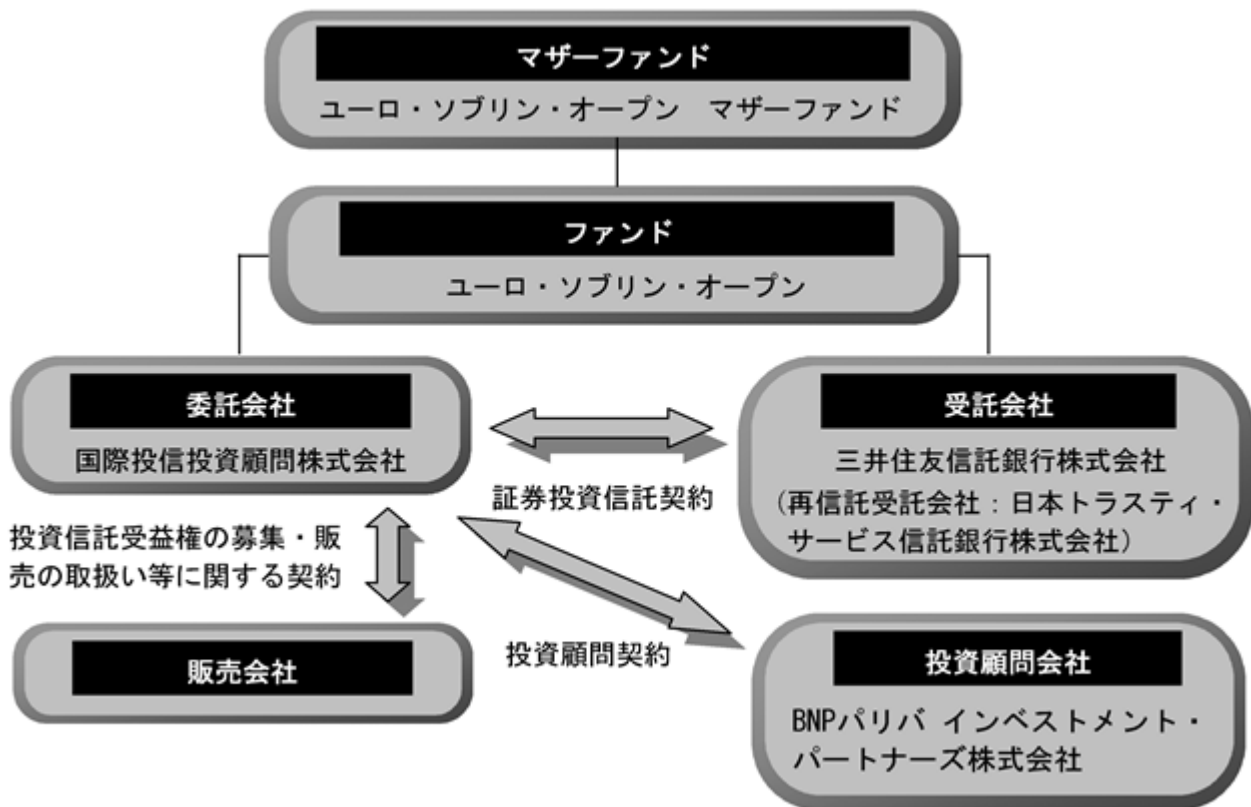 マザーファンド
ユーロ・ソブリン・オープン　マザーファンド
ファンド
ユーロ・ソブリン・オープン
委託会社
国際投信投資顧問株式会社
受託会社
三井住友信託銀行株式会社
（再信託受託会社：日本トラスティ・
サービス信託銀行株式会社）
証券投資信託契約
投資信託受益権の募集・販
売の取扱い等に関する契約
販売会社
投資顧問契約
投資顧問会社
BNPパリバ インベストメント・
パートナーズ株式会社